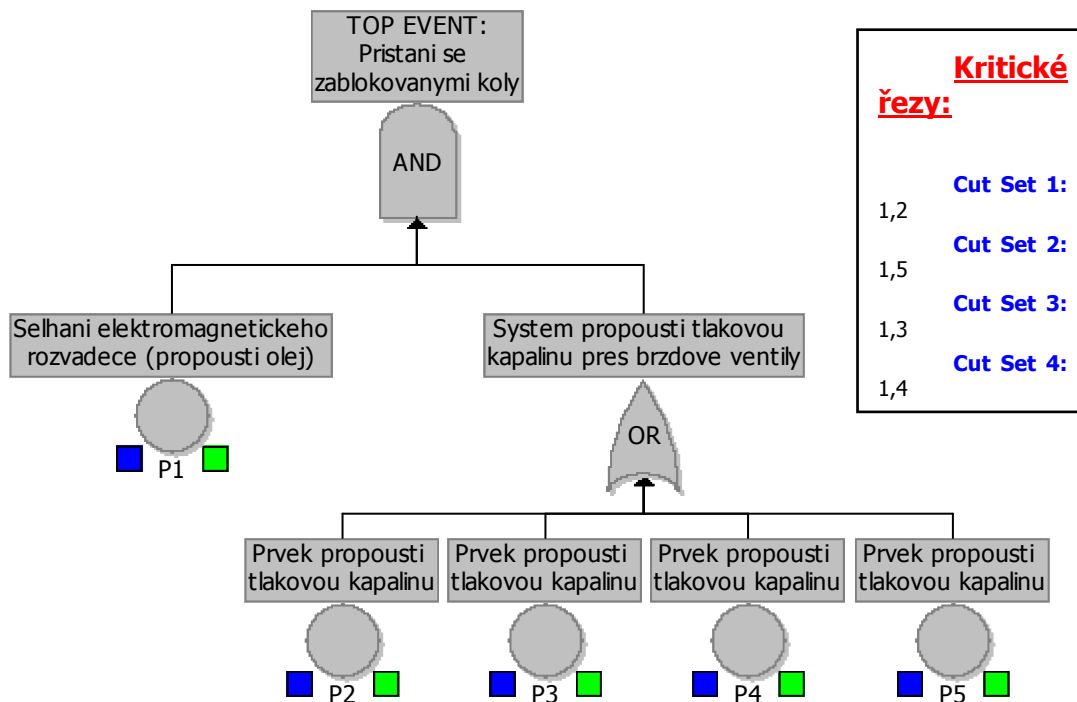 TOP EVENT:
Pristani se
zablokovanymi koly
AND
Selhani elektromagnetickeho
rozvadece (propousti olej)
P1
System propousti tlakovou
kapalinu pres brzdove ventily
OR
Prvek propousti
tlakovou kapalinu
P2
Prvek propousti
tlakovou kapalinu
P3
Prvek propousti
tlakovou kapalinu
P4
Prvek propousti
tlakovou kapalinu
P5
Kritické
řezy:
Cut Set 1:
1,2
Cut Set 2:
1,5
Cut Set 3:
1,3
Cut Set 4:
1,4